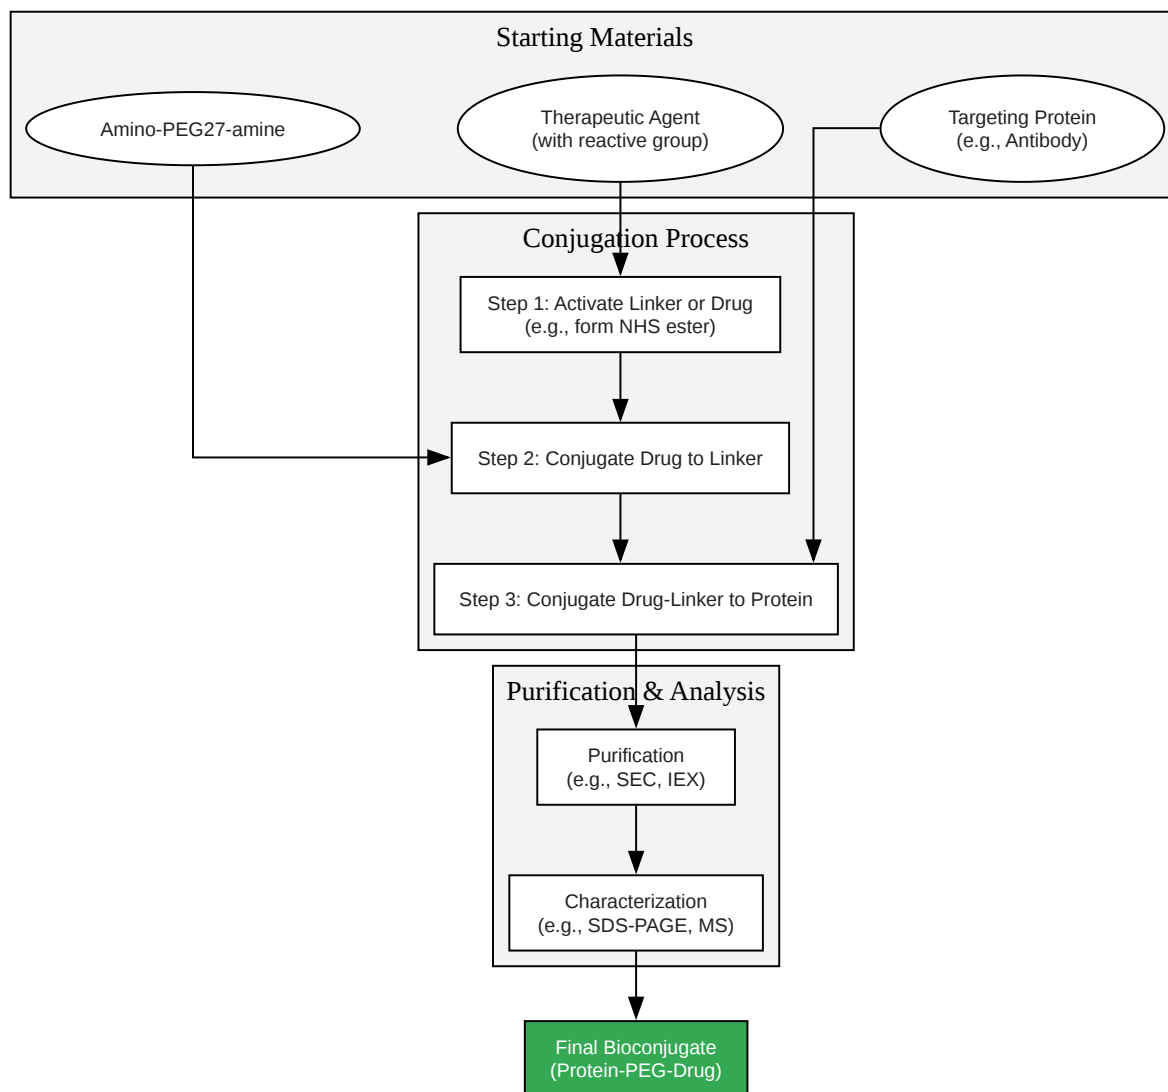 Starting Materials
Amino-PEG27-amine
Therapeutic Agent
(with reactive group)
Targeting Protein
(e.g., Antibody)
Conjugation Process
Step 1: Activate Linker or Drug
(e.g., form NHS ester)
Step 2: Conjugate Drug to Linker
Step 3: Conjugate Drug-Linker to Protein
Purification & Analysis
Purification
(e.g., SEC, IEX)
Characterization
(e.g., SDS-PAGE, MS)
Final Bioconjugate
(Protein-PEG-Drug)